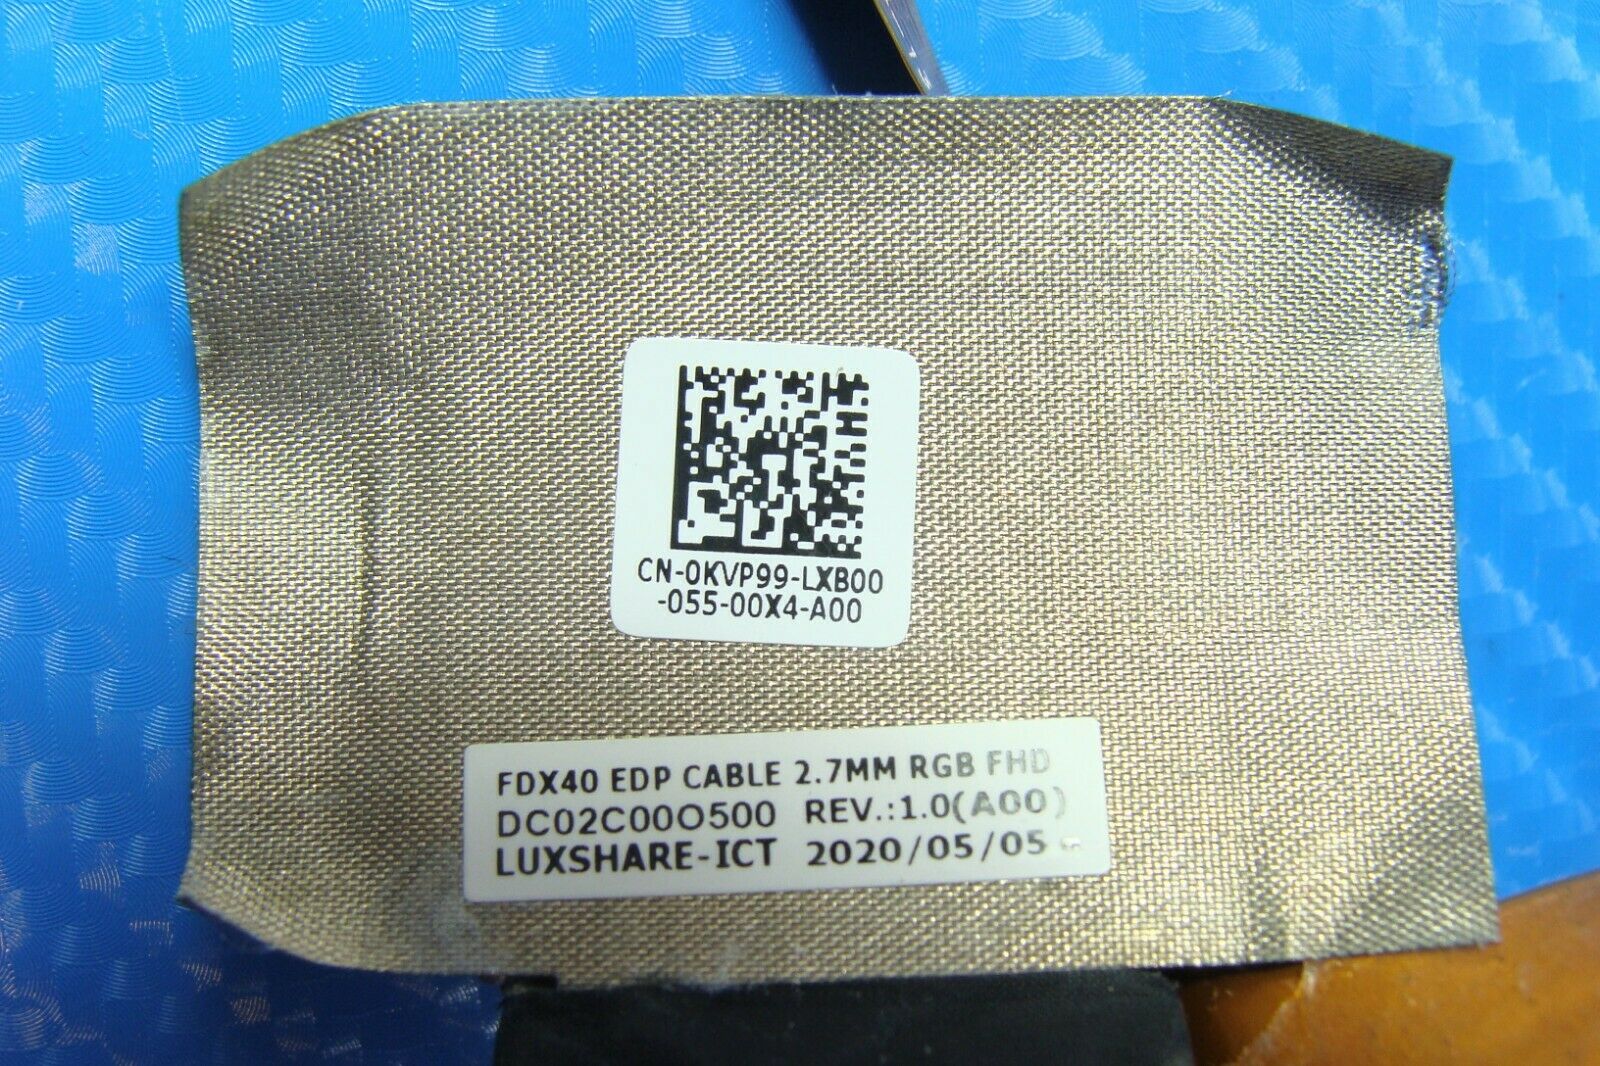 CN-0KVP99-LXB00
-055-00X4-A00
FDX40 EDP CABLE 2.7MM RGB FHD
DC02C00O500 REV.:1.0(A00)
LUXSHARE-ICT 2020/05/05